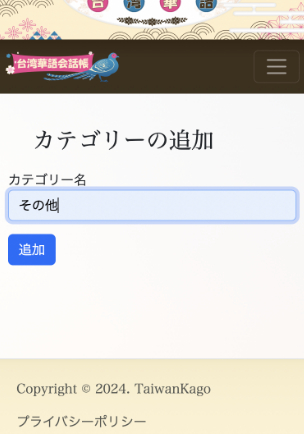 台湾華語
台湾華語会話帳
カテゴリーの追加
カテゴリー名
その他
追加
Copyright © 2024. TaiwanKago
プライバシーポリシー